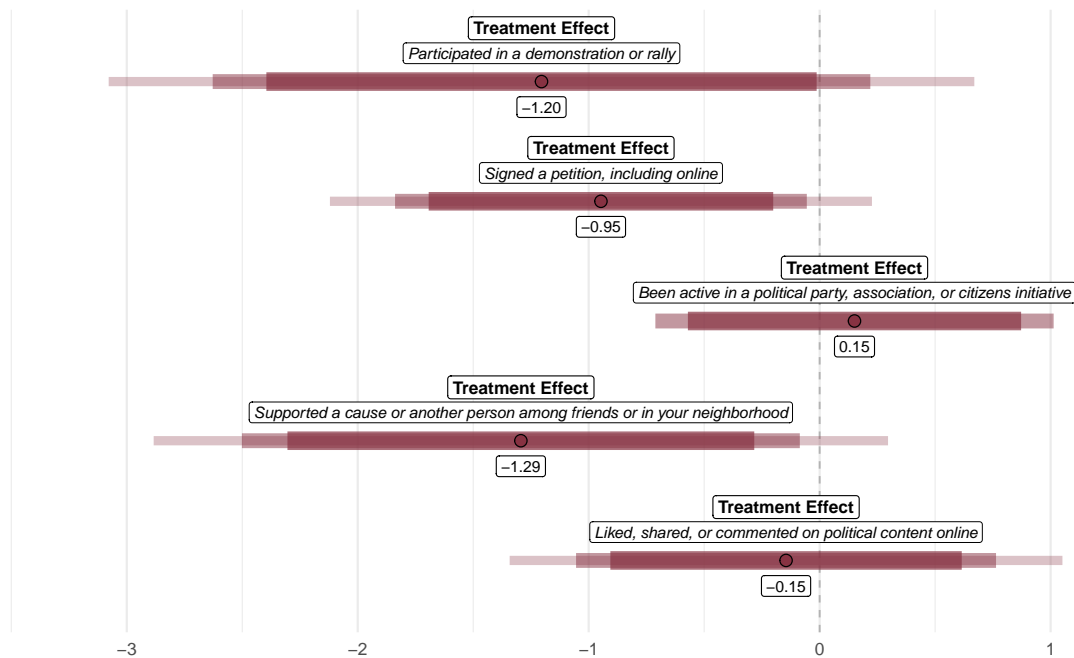 Treatment Effect
Participated in a demonstration or rally
−1.20
Treatment Effect
Signed a petition, including online
−0.95
Treatment Effect
Been active in a political party, association, or citizens initiative
0.15
Treatment Effect
Supported a cause or another person among friends or in your neighborhood
−1.29
Treatment Effect
Liked, shared, or commented on political content online
−0.15
−3 −2 −1 0 1